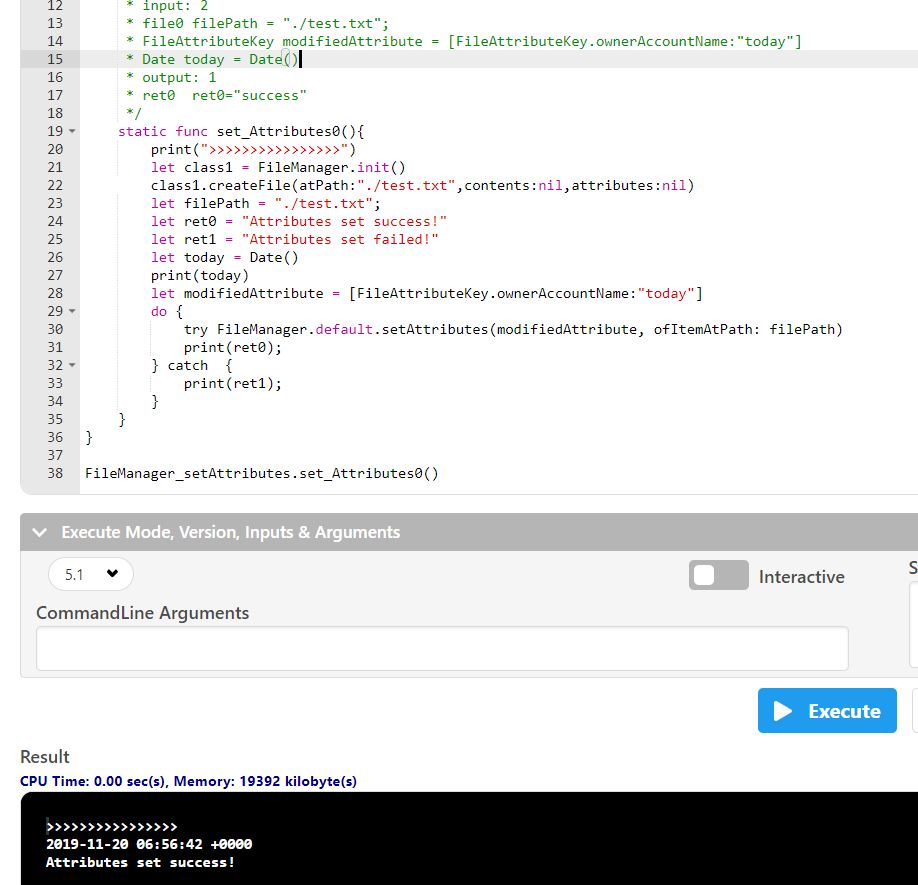 12 * input: 2
13 * file0 filePath = "./test.txt";
14 * FileAttributeKey modifiedAttribute = [FileAttributeKey.ownerAccountName:"today"]
15 * Date today = Date()
16 * output: 1
17 * ret0  ret0="success"
18 */
19 static func set_Attributes0(){
20 print(">>>>>>>>>>>>>>>>")
21 let class1 = FileManager.init()
22 class1.createFile(atPath:"./test.txt",contents:nil,attributes:nil)
23 let filePath = "./test.txt";
24 let ret0 = "Attributes set success!"
25 let ret1 = "Attributes set failed!"
26 let today = Date()
27 print(today)
28 let modifiedAttribute = [FileAttributeKey.ownerAccountName:"today"]
29 do {
30 try FileManager.default.setAttributes(modifiedAttribute, ofItemAtPath: filePath)
31 print(ret0);
32 } catch  {
33 print(ret1);
34 }
35 }
36 }
37
38 FileManager_setAttributes.set_Attributes0()
Execute Mode, Version, Inputs & Arguments
5.1
Interactive
S
CommandLine Arguments
Execute
Result
CPU Time: 0.00 sec(s), Memory: 19392 kilobyte(s)
>>>>>>>>>>>>>>>>
2019-11-20 06:56:42 +0000
Attributes set success!